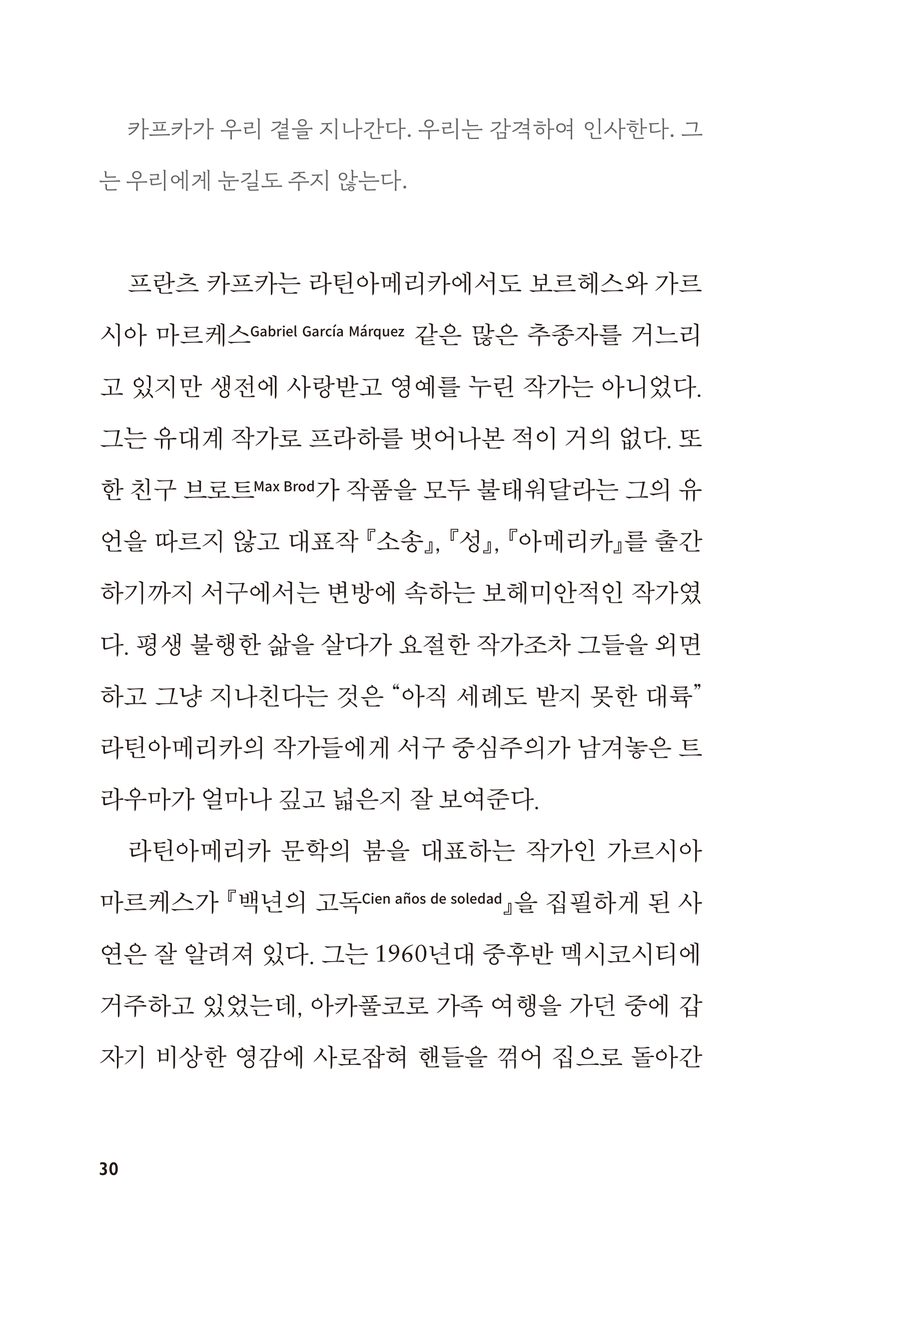 카프카가 우리 곁을 지나간다. 우리는 감격하여 인사한다. 그
는 우리에게 눈길도 주지 않는다.
프란츠 카프카는 라틴아메리카에서도 보르헤스와 가르
시아 마르케스Gabriel García Márquez 같은 많은 추종자를 거느리
고 있지만 생전에 사랑받고 영예를 누린 작가는 아니었다.
그는 유대계 작가로 프라하를 벗어나본 적이 거의 없다. 또
한 친구 브로트Max Brod가 작품을 모두 불태워달라는 그의 유
언을 따르지 않고 대표작 『소송』, 『성』, 『아메리카』를 출간
하기까지 서구에서는 변방에 속하는 보헤미안적인 작가였
다. 평생 불행한 삶을 살다가 요절한 작가조차 그들을 외면
하고 그냥 지나친다는 것은 “아직 세례도 받지 못한 대륙”
라틴아메리카의 작가들에게 서구 중심주의가 남겨놓은 트
라우마가 얼마나 깊고 넓은지 잘 보여준다.
라틴아메리카 문학의 붐을 대표하는 작가인 가르시아
마르케스가 『백년의 고독Cien años de soledad』을 집필하게 된 사
연은 잘 알려져 있다. 그는 1960년대 중후반 멕시코시티에
거주하고 있었는데, 아카풀코로 가족 여행을 가던 중에 갑
자기 비상한 영감에 사로잡혀 핸들을 꺾어 집으로 돌아간
30